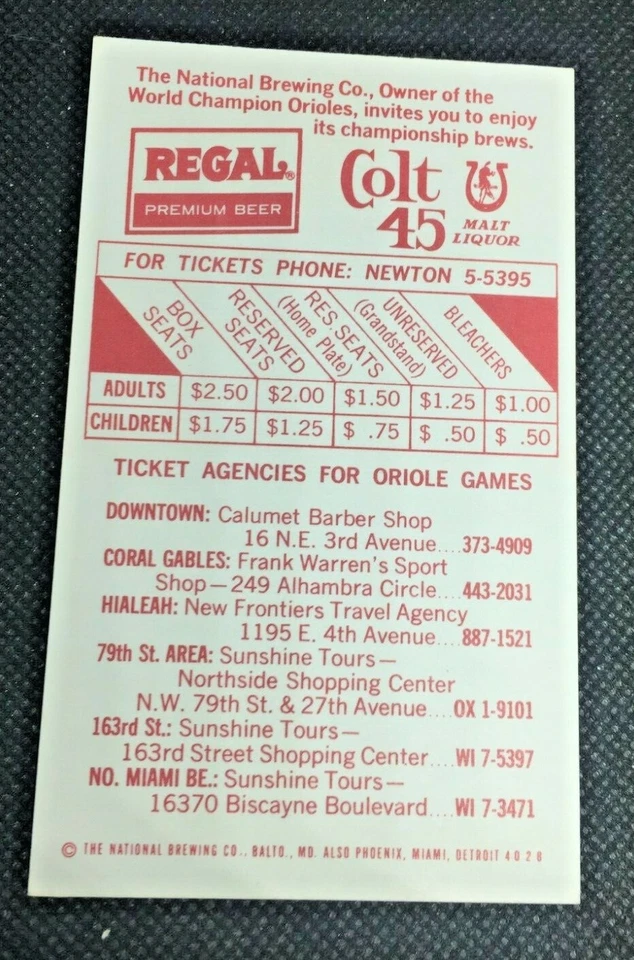 The National Brewing Co., Owner of the
World Champion Orioles, invites you to enjoy
its championship brews.
REGAL®
PREMIUM BEER
Colt
45
MALT
LIQUOR
FOR TICKETS PHONE: NEWTON 5-5395
BOX SEATS
RESERVED SEATS
RES. SEATS (Home Plate)
UNRESERVED (Grandstand)
BLEACHERS
ADULTS $2.50 $2.00 $1.50 $1.25 $1.00
CHILDREN $1.75 $1.25 $ .75 $ .50 $ .50
TICKET AGENCIES FOR ORIOLE GAMES
DOWNTOWN: Calumet Barber Shop
16 N.E. 3rd Avenue....373-4909
CORAL GABLES: Frank Warren's Sport
Shop—249 Alhambra Circle....443-2031
HIALEAH: New Frontiers Travel Agency
1195 E. 4th Avenue....887-1521
79th St. AREA: Sunshine Tours—
Northside Shopping Center
N.W. 79th St. & 27th Avenue....OX 1-9101
163rd St.: Sunshine Tours—
163rd Street Shopping Center....WI 7-5397
NO. MIAMI BE.: Sunshine Tours—
16370 Biscayne Boulevard....WI 7-3471
© THE NATIONAL BREWING CO., BALTO., MD. ALSO PHOENIX, MIAMI, DETROIT 4020